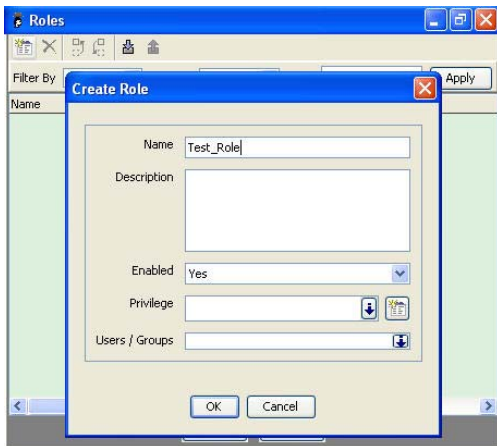 Roles
Filter By
Apply
Name
Create Role
Name
Test_Role
Description
Enabled
Yes
Privilege
Users / Groups
OK
Cancel